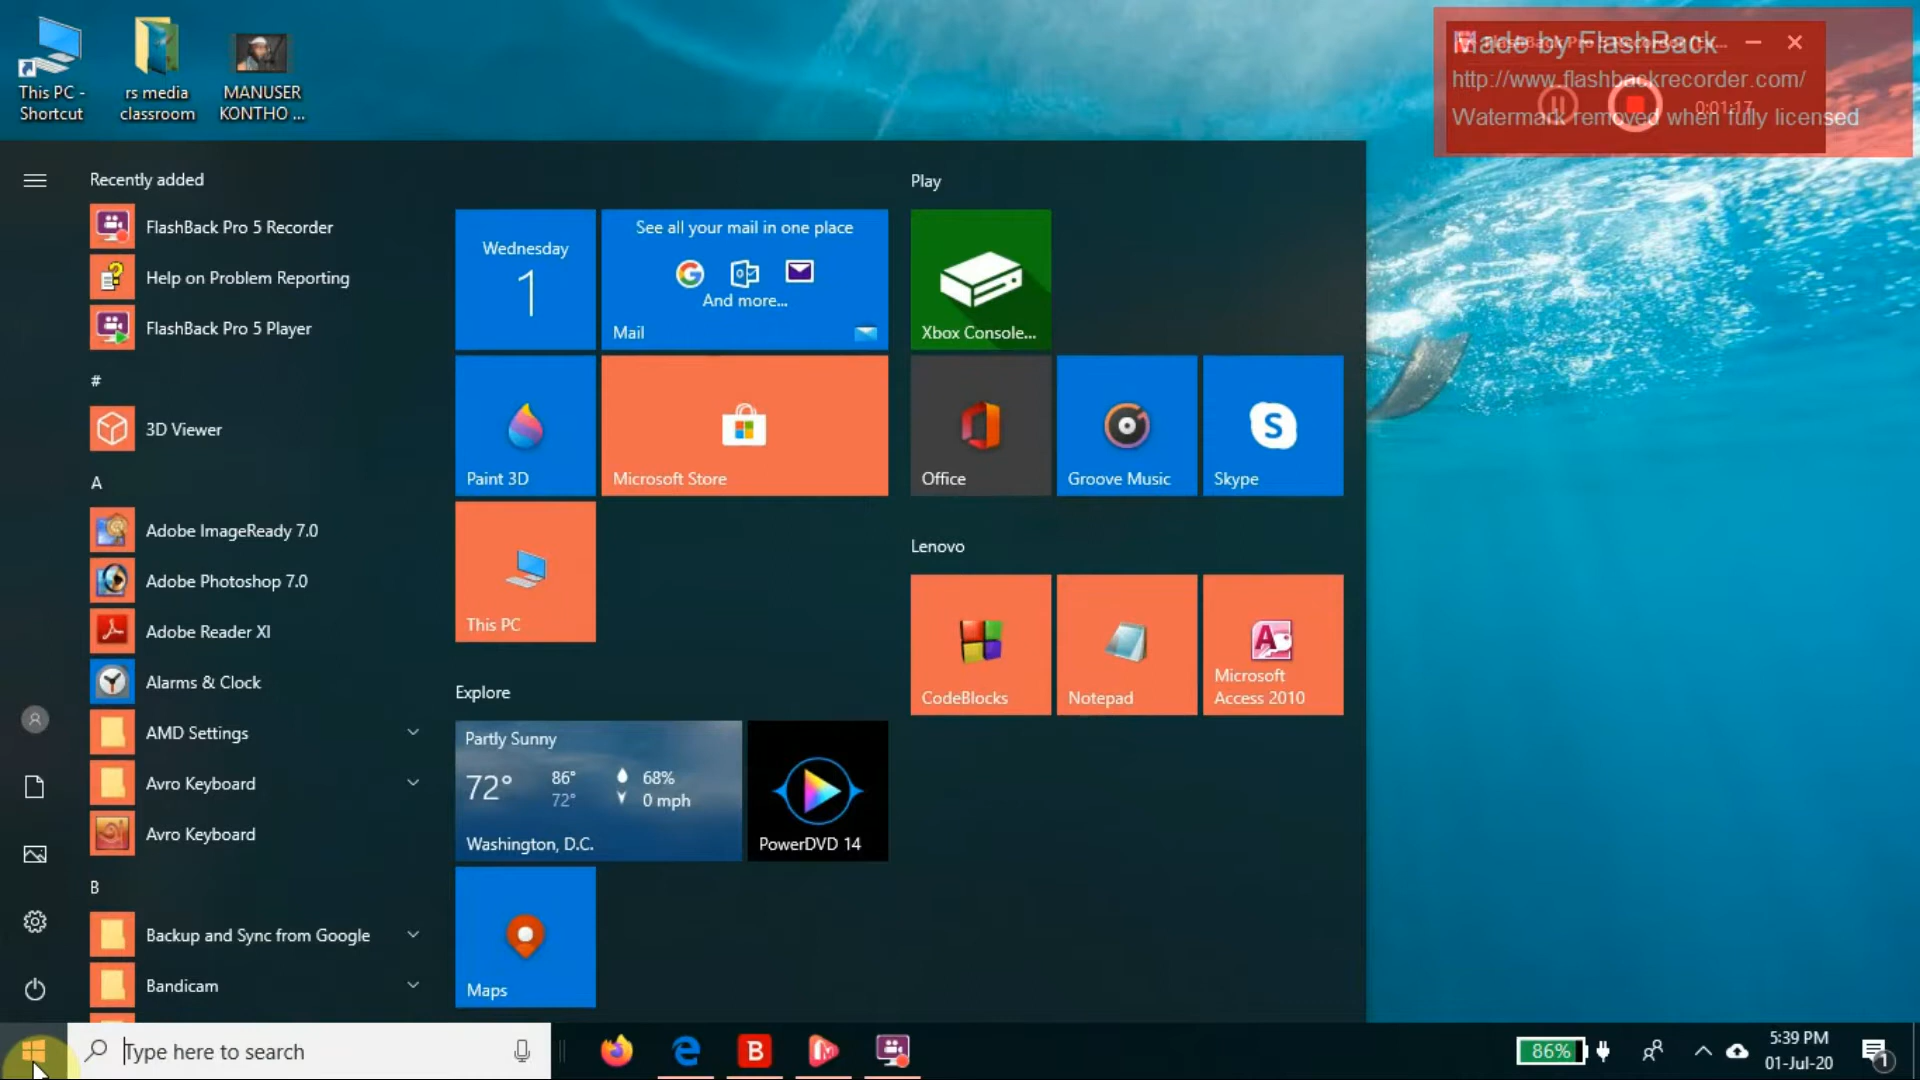 This PC -
Shortcut
rs media
classroom
MANUSER
KONTHO ...
Made by FlashBack
http://www.flashbackrecorder.com/
0:01:17
Watermark removed when fully licensed
Recently added
FlashBack Pro 5 Recorder
Help on Problem Reporting
FlashBack Pro 5 Player
#
3D Viewer
A
Adobe ImageReady 7.0
Adobe Photoshop 7.0
Adobe Reader XI
Alarms & Clock
AMD Settings
Avro Keyboard
Avro Keyboard
B
Backup and Sync from Google
Bandicam
Wednesday
1
See all your mail in one place
And more...
Mail
Paint 3D
Microsoft Store
This PC
Explore
Partly Sunny
72° 86° 68%
72° 0 mph
Washington, D.C.
PowerDVD 14
Maps
Play
Xbox Console...
Office
Groove Music
Skype
Lenovo
CodeBlocks
Notepad
Microsoft
Access 2010
Type here to search
86%
5:39 PM
01-Jul-20
1